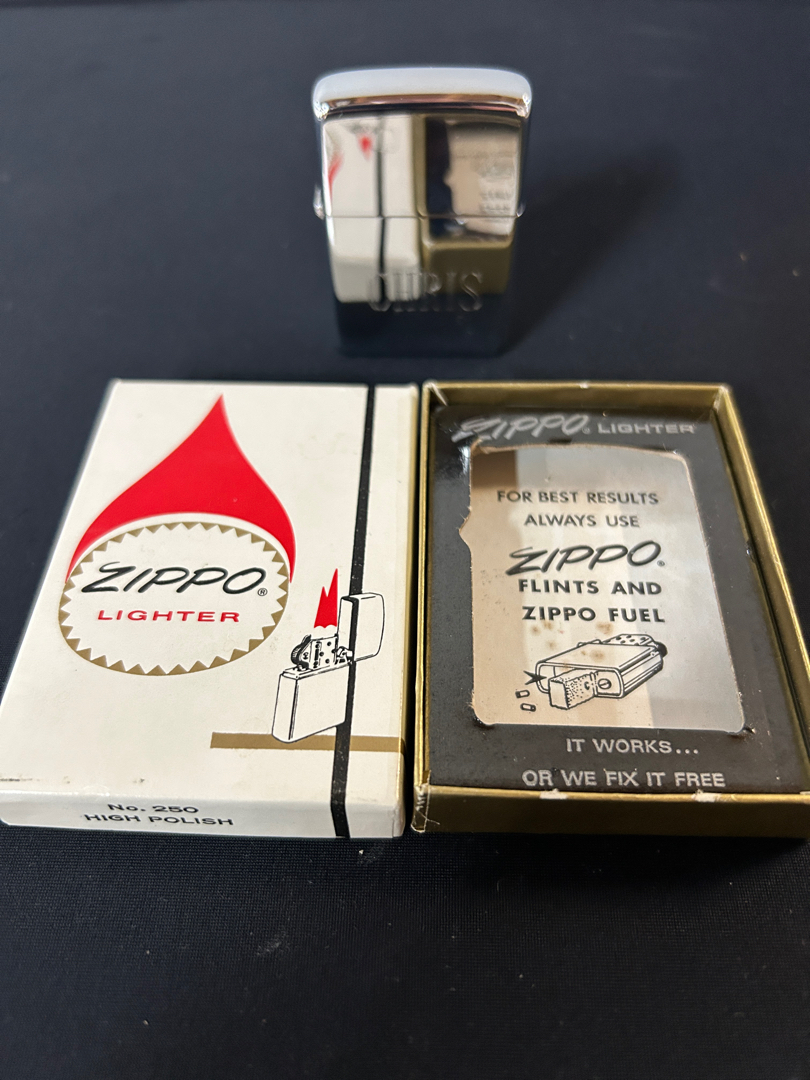 CHRIS
ZIPPO®
LIGHTER
No. 250
HIGH POLISH
ZIPPO® LIGHTER
FOR BEST RESULTS
ALWAYS USE
ZIPPO®
FLINTS AND
ZIPPO FUEL
IT WORKS...
OR WE FIX IT FREE